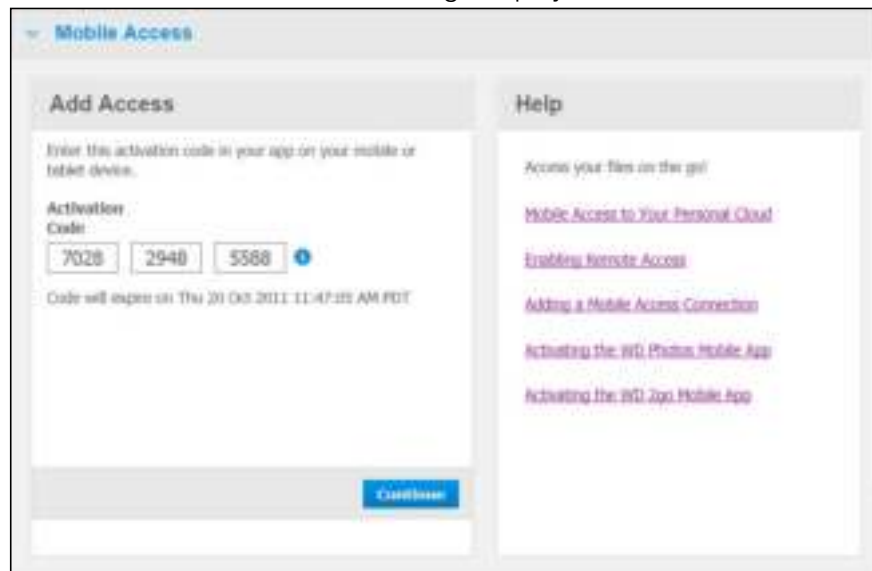 Mobile Access
Add Access
Enter this activation code in your app on your mobile or
tablet device.
Activation
Code
7028 2948 5588
Code will expire on Thu 20 Oct 2011 11:47:05 AM PDT
Continue
Help
Access your files on the go!
Mobile Access to Your Personal Cloud
Enabling Remote Access
Adding a Mobile Access Connection
Activating the WD Photos Mobile App
Activating the WD 2go Mobile App